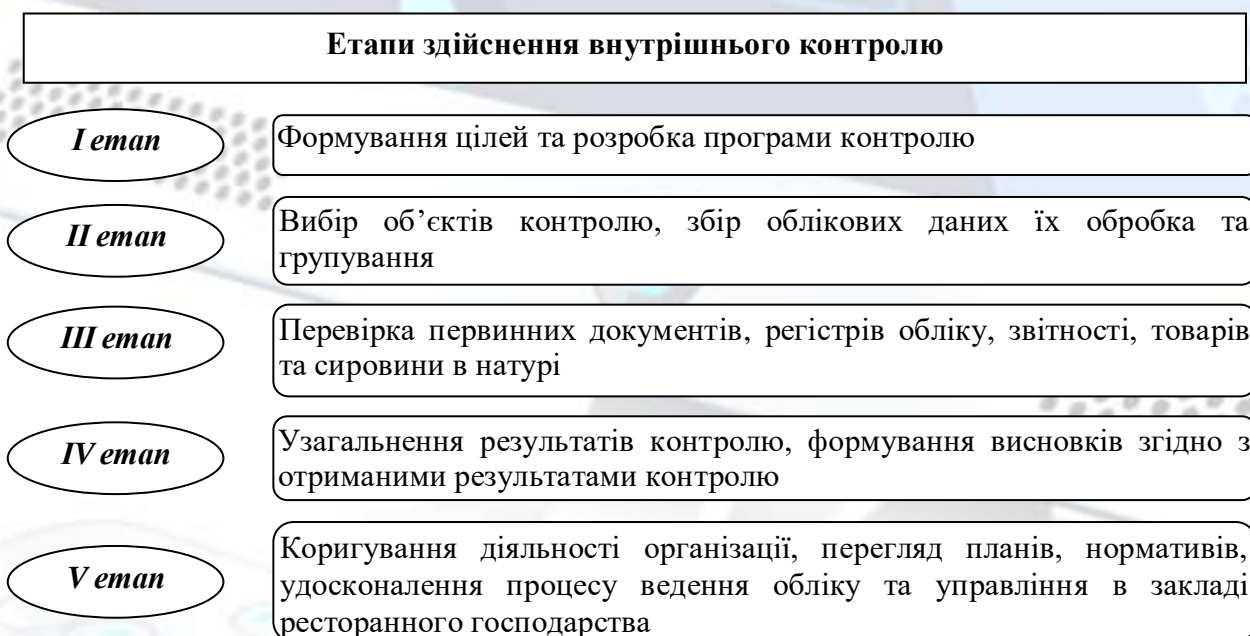 Етапи здійснення внутрішнього контролю
I етап
Формування цілей та розробка програми контролю
II етап
Вибір об’єктів контролю, збір облікових даних їх обробка та
групування
III етап
Перевірка первинних документів, регістрів обліку, звітності, товарів
та сировини в натурі
IV етап
Узагальнення результатів контролю, формування висновків згідно з
отриманими результатами контролю
V етап
Коригування діяльності організації, перегляд планів, нормативів,
удосконалення процесу ведення обліку та управління в закладі
ресторанного господарства